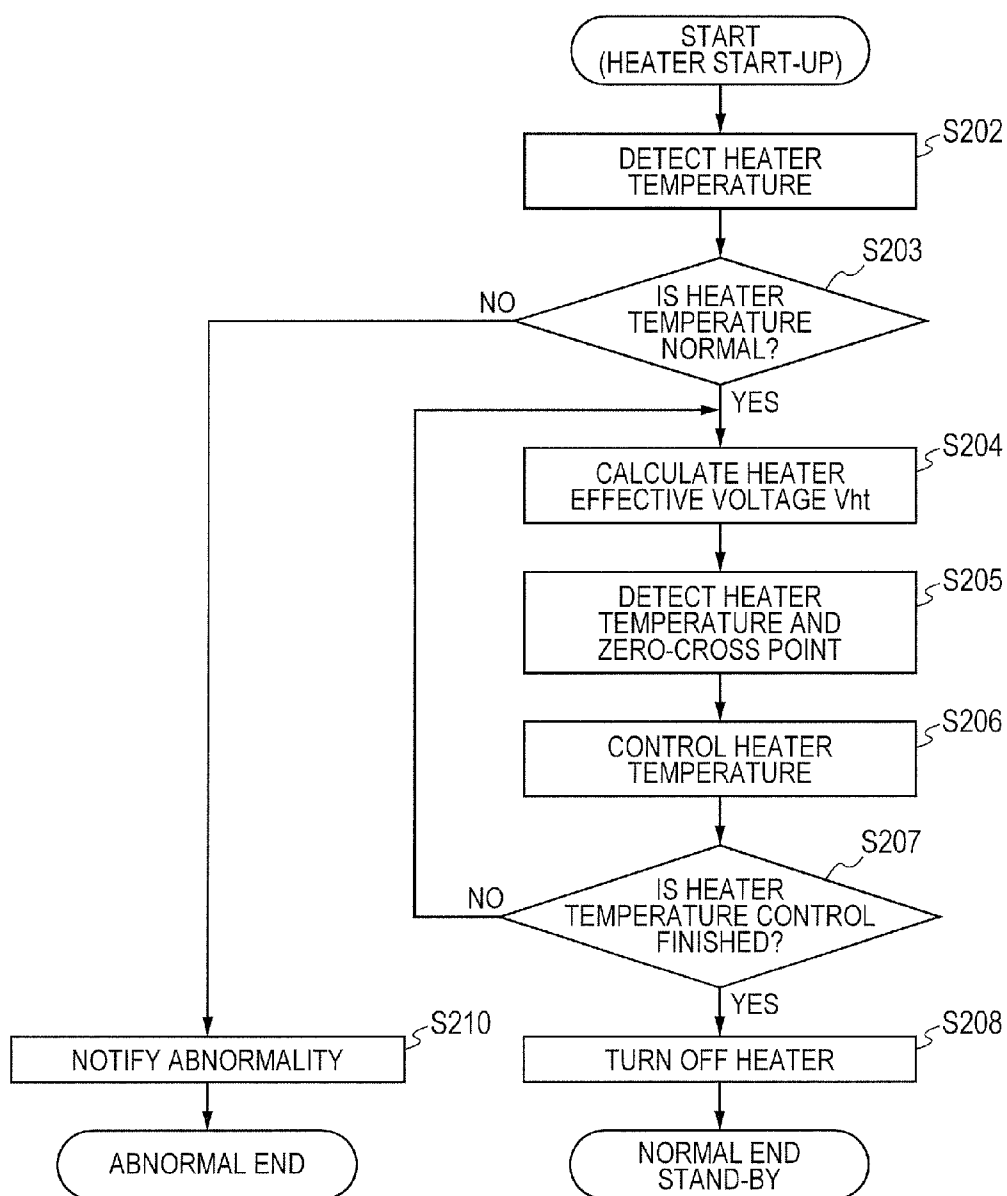 START
(HEATER START-UP)
S202
DETECT HEATER
TEMPERATURE
S203
IS HEATER
TEMPERATURE
NORMAL?
NO
YES
S204
CALCULATE HEATER
EFFECTIVE VOLTAGE Vht
S205
DETECT HEATER
TEMPERATURE AND
ZERO-CROSS POINT
S206
CONTROL HEATER
TEMPERATURE
S207
IS HEATER
TEMPERATURE CONTROL
FINISHED?
NO
YES
S210
NOTIFY ABNORMALITY
S208
TURN OFF HEATER
ABNORMAL END
NORMAL END
STAND-BY